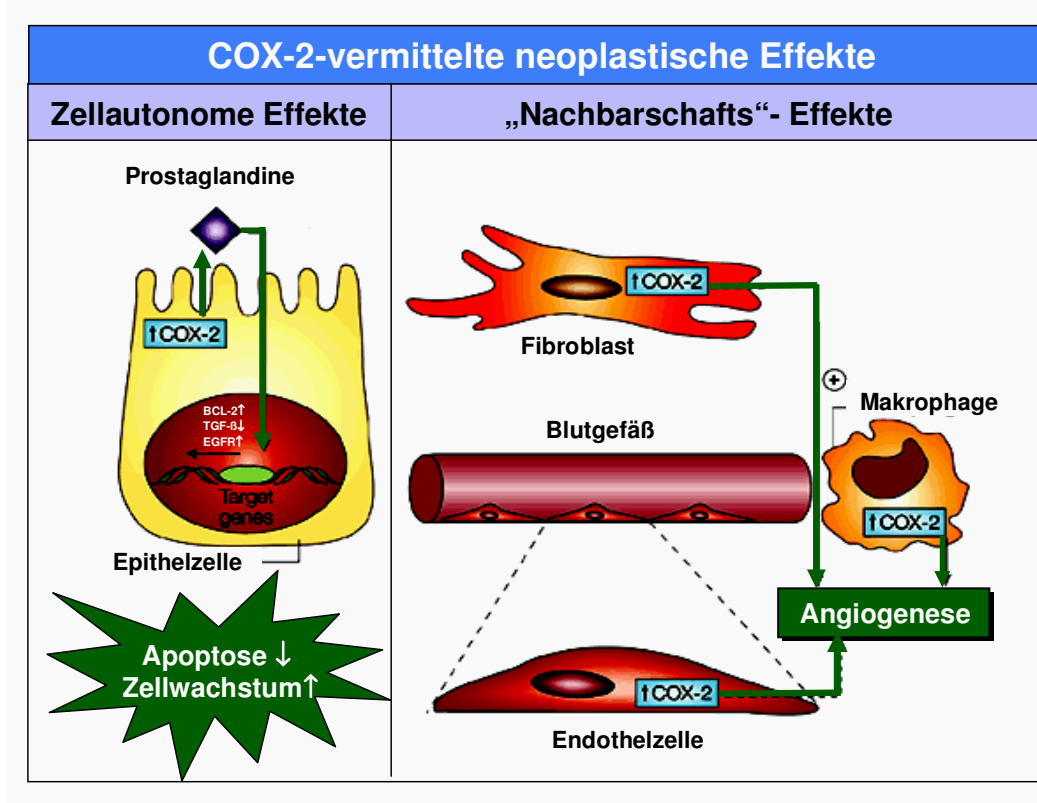 COX-2-vermittelte neoplastische Effekte
Zellautonome Effekte
„Nachbarschafts“- Effekte
Prostaglandine
↑COX-2
BCL-2↑
TGF-ß↓
EGFR↑
Target
genes
Epithelzelle
Apoptose ↓
Zellwachstum↑
↑COX-2
Fibroblast
+
Makrophage
Blutgefäß
↑COX-2
Angiogenese
↑COX-2
Endothelzelle